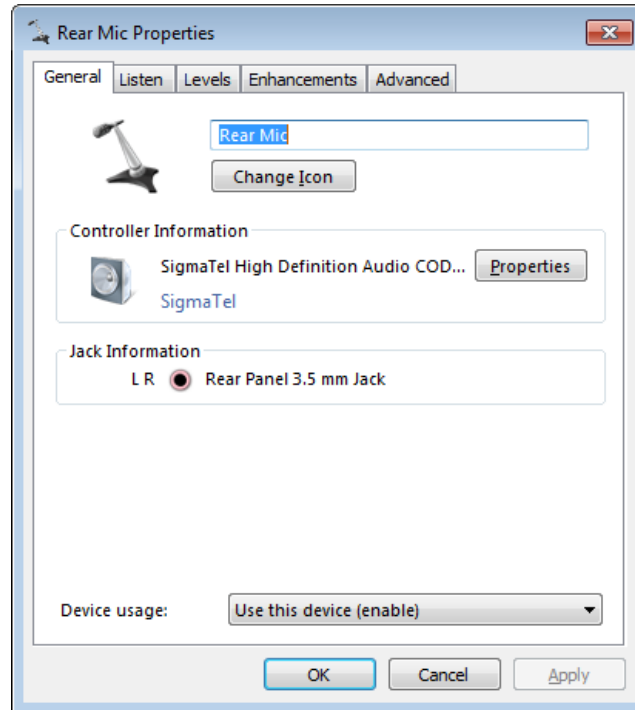 Rear Mic Properties
General Listen Levels Enhancements Advanced
Rear Mic
Change Icon
Controller Information
SigmaTel High Definition Audio COD... Properties
SigmaTel
Jack Information
L R Rear Panel 3.5 mm Jack
Device usage: Use this device (enable)
OK Cancel Apply